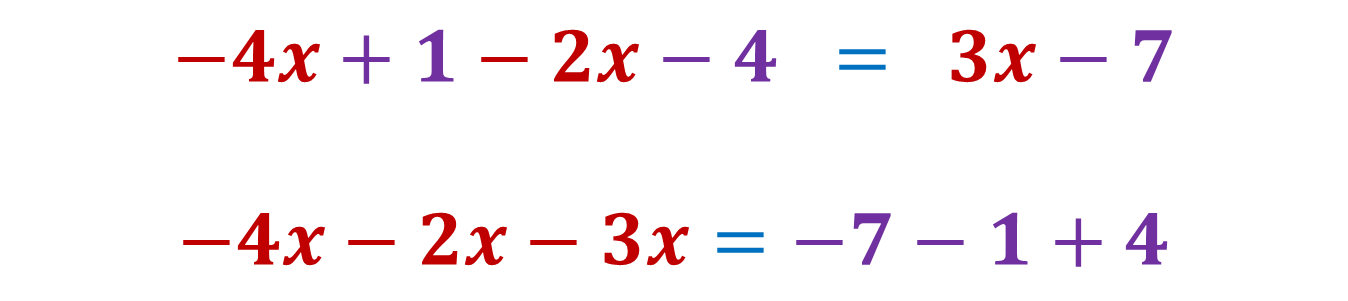 −4x + 1 − 2x − 4 = 3x − 7
−4x − 2x − 3x = −7 − 1 + 4